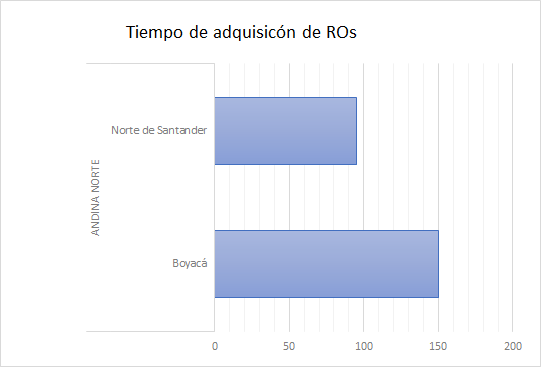 Tiempo de adquisicón de ROs
Norte de Santander
ANDINA NORTE
Boyacá
0 50 100 150 200